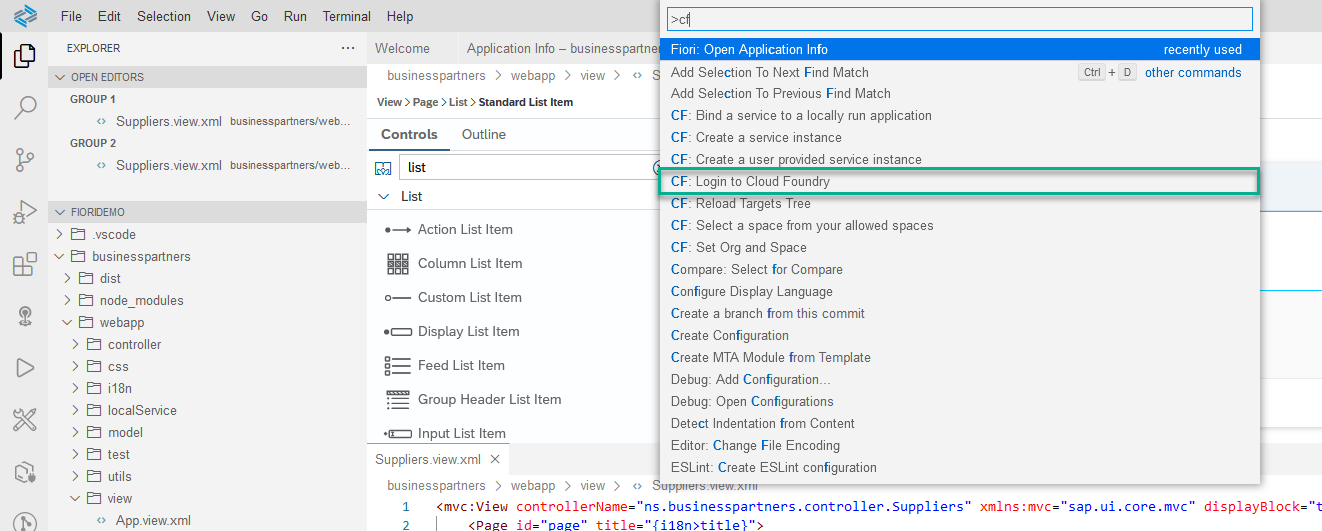 File Edit Selection View Go Run Terminal Help
>cf
Fiori: Open Application Info recently used
Add Selection To Next Find Match Ctrl + D other commands
Add Selection To Previous Find Match
CF: Bind a service to a locally run application
CF: Create a service instance
CF: Create a user provided service instance
CF: Login to Cloud Foundry
CF: Reload Targets Tree
CF: Select a space from your allowed spaces
CF: Set Org and Space
Compare: Select for Compare
Configure Display Language
Create a branch from this commit
Create Configuration
Create MTA Module from Template
Debug: Add Configuration...
Debug: Open Configurations
Detect Indentation from Content
Editor: Change File Encoding
ESLint: Create ESLint configuration
EXPLORER ...
OPEN EDITORS
GROUP 1
<> Suppliers.view.xml businesspartners/web...
GROUP 2
<> Suppliers.view.xml businesspartners/web...
FIORIDEMO
.vscode
businesspartners
dist
node_modules
webapp
controller
css
i18n
localService
model
test
utils
view
<> App.view.xml
Welcome Application Info – businesspartner
businesspartners > webapp > view > <>
View > Page > List > Standard List Item
Controls Outline
list
List
Action List Item
Column List Item
Custom List Item
Display List Item
Feed List Item
Group Header List Item
Input List Item
Suppliers.view.xml ×
businesspartners > webapp > view > <> Suppliers.view.xml
1 <mvc:View controllerName="ns.businesspartners.controller.Suppliers" xmlns:mvc="sap.ui.core.mvc" displayBlock="t
2 <Page id="page" title="{i18n>title}">